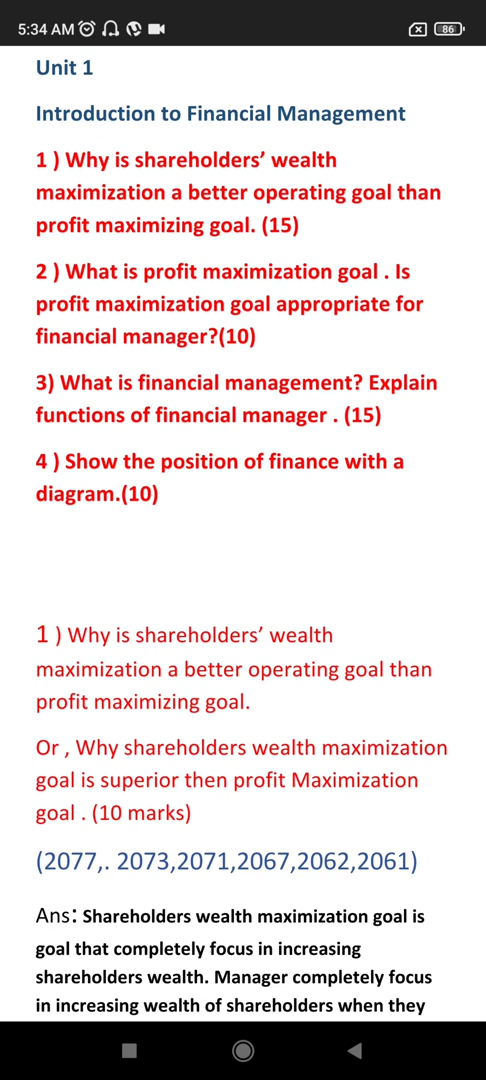 5:34 AM
86
Unit 1
Introduction to Financial Management
1 ) Why is shareholders’ wealth
maximization a better operating goal than
profit maximizing goal. (15)
2 ) What is profit maximization goal . Is
profit maximization goal appropriate for
financial manager?(10)
3) What is financial management? Explain
functions of financial manager . (15)
4 ) Show the position of finance with a
diagram.(10)
1 ) Why is shareholders’ wealth
maximization a better operating goal than
profit maximizing goal.
Or , Why shareholders wealth maximization
goal is superior then profit Maximization
goal . (10 marks)
(2077,. 2073,2071,2067,2062,2061)
Ans: Shareholders wealth maximization goal is
goal that completely focus in increasing
shareholders wealth. Manager completely focus
in increasing wealth of shareholders when they